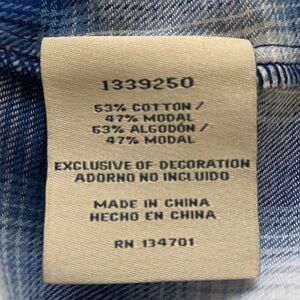 1339250
53% COTTON /
47% MODAL
53% ALGODÓN /
47% MODAL
EXCLUSIVE OF DECORATION
ADORNO NO INCLUIDO
MADE IN CHINA
HECHO EN CHINA
RN 134701